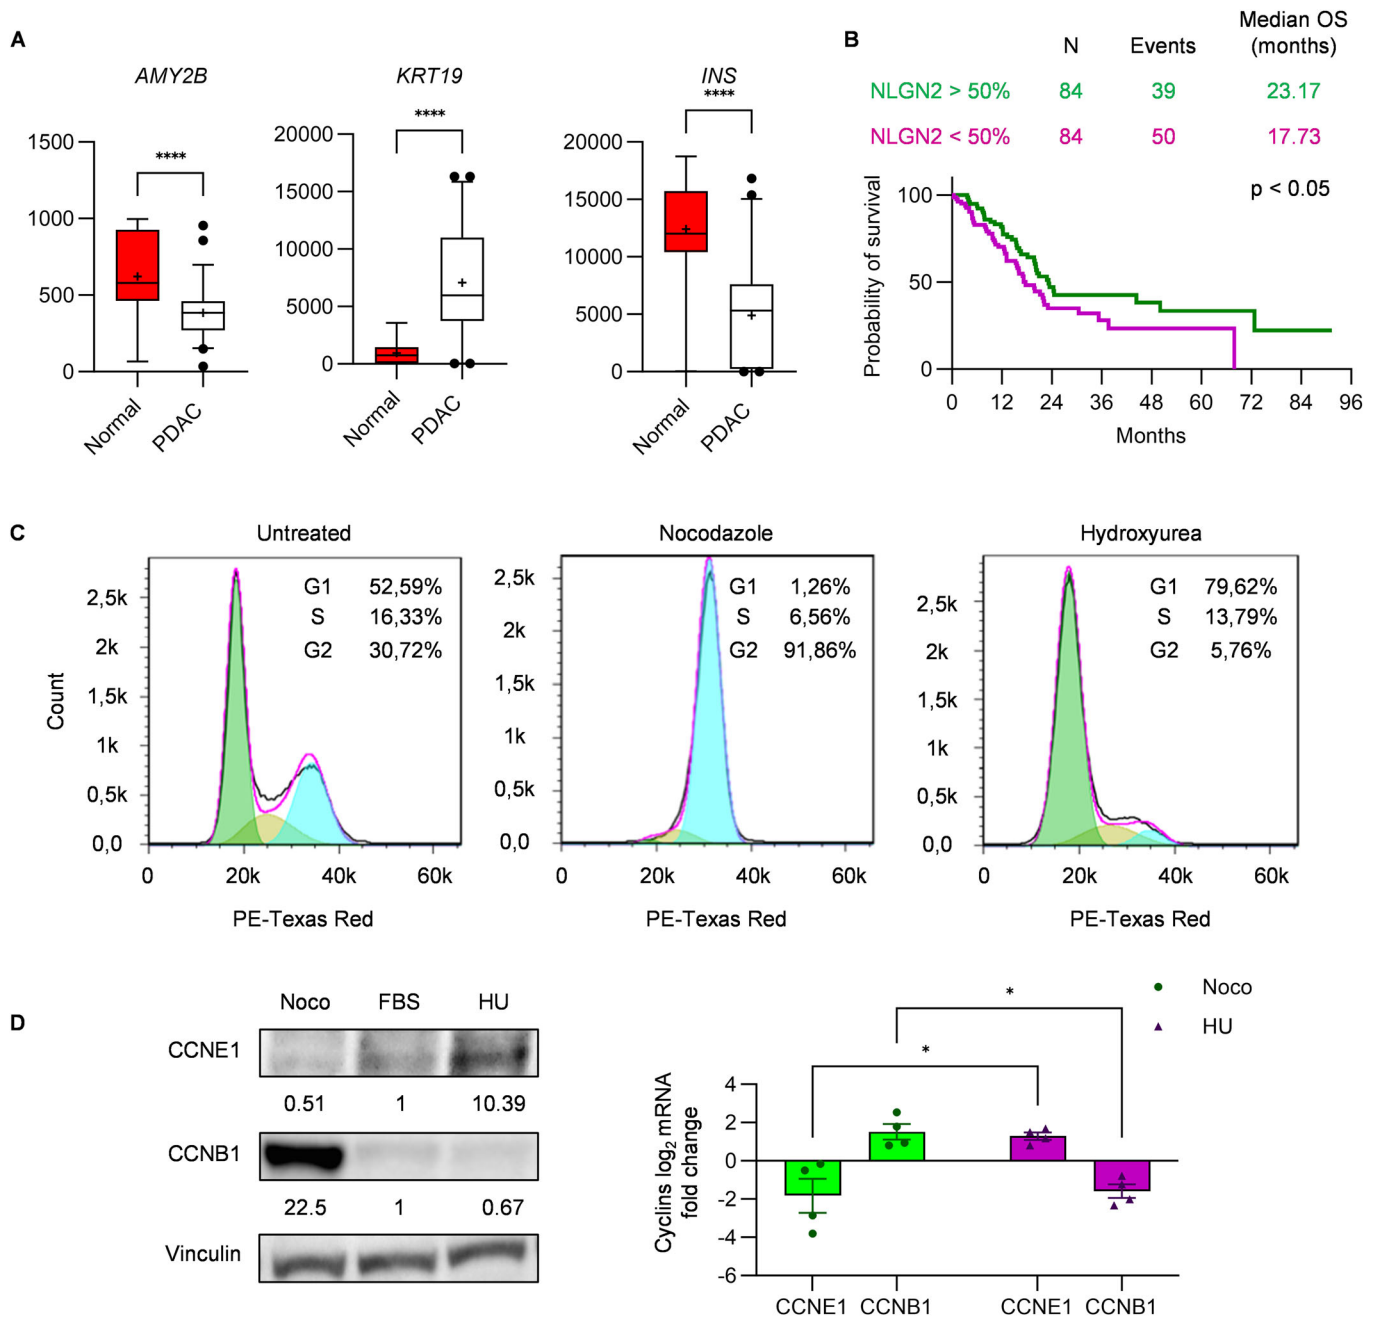 A
AMY2B
****
1500
1000
500
0
Normal
PDAC
KRT19
****
20000
15000
10000
5000
0
Normal
PDAC
INS
****
20000
15000
10000
5000
0
Normal
PDAC
B
N Events Median OS (months)
NLGN2 > 50% 84 39 23.17
NLGN2 < 50% 84 50 17.73
p < 0.05
Probability of survival
100
50
0
0 12 24 36 48 60 72 84 96
Months
C
Untreated
G1 52,59%
S 16,33%
G2 30,72%
Count
2,5k
2k
1,5k
1k
0,5k
0,0
0 20k 40k 60k
PE-Texas Red
Nocodazole
G1 1,26%
S 6,56%
G2 91,86%
2,5k
2k
1,5k
1k
0,5k
0,0
0 20k 40k 60k
PE-Texas Red
Hydroxyurea
G1 79,62%
S 13,79%
G2 5,76%
2,5k
2k
1,5k
1k
0,5k
0,0
0 20k 40k 60k
PE-Texas Red
D
Noco FBS HU
CCNE1
0.51 1 10.39
CCNB1
22.5 1 0.67
Vinculin
Noco
HU
*
*
Cyclins log2 mRNA
fold change
4
2
0
-2
-4
-6
CCNE1 CCNB1 CCNE1 CCNB1